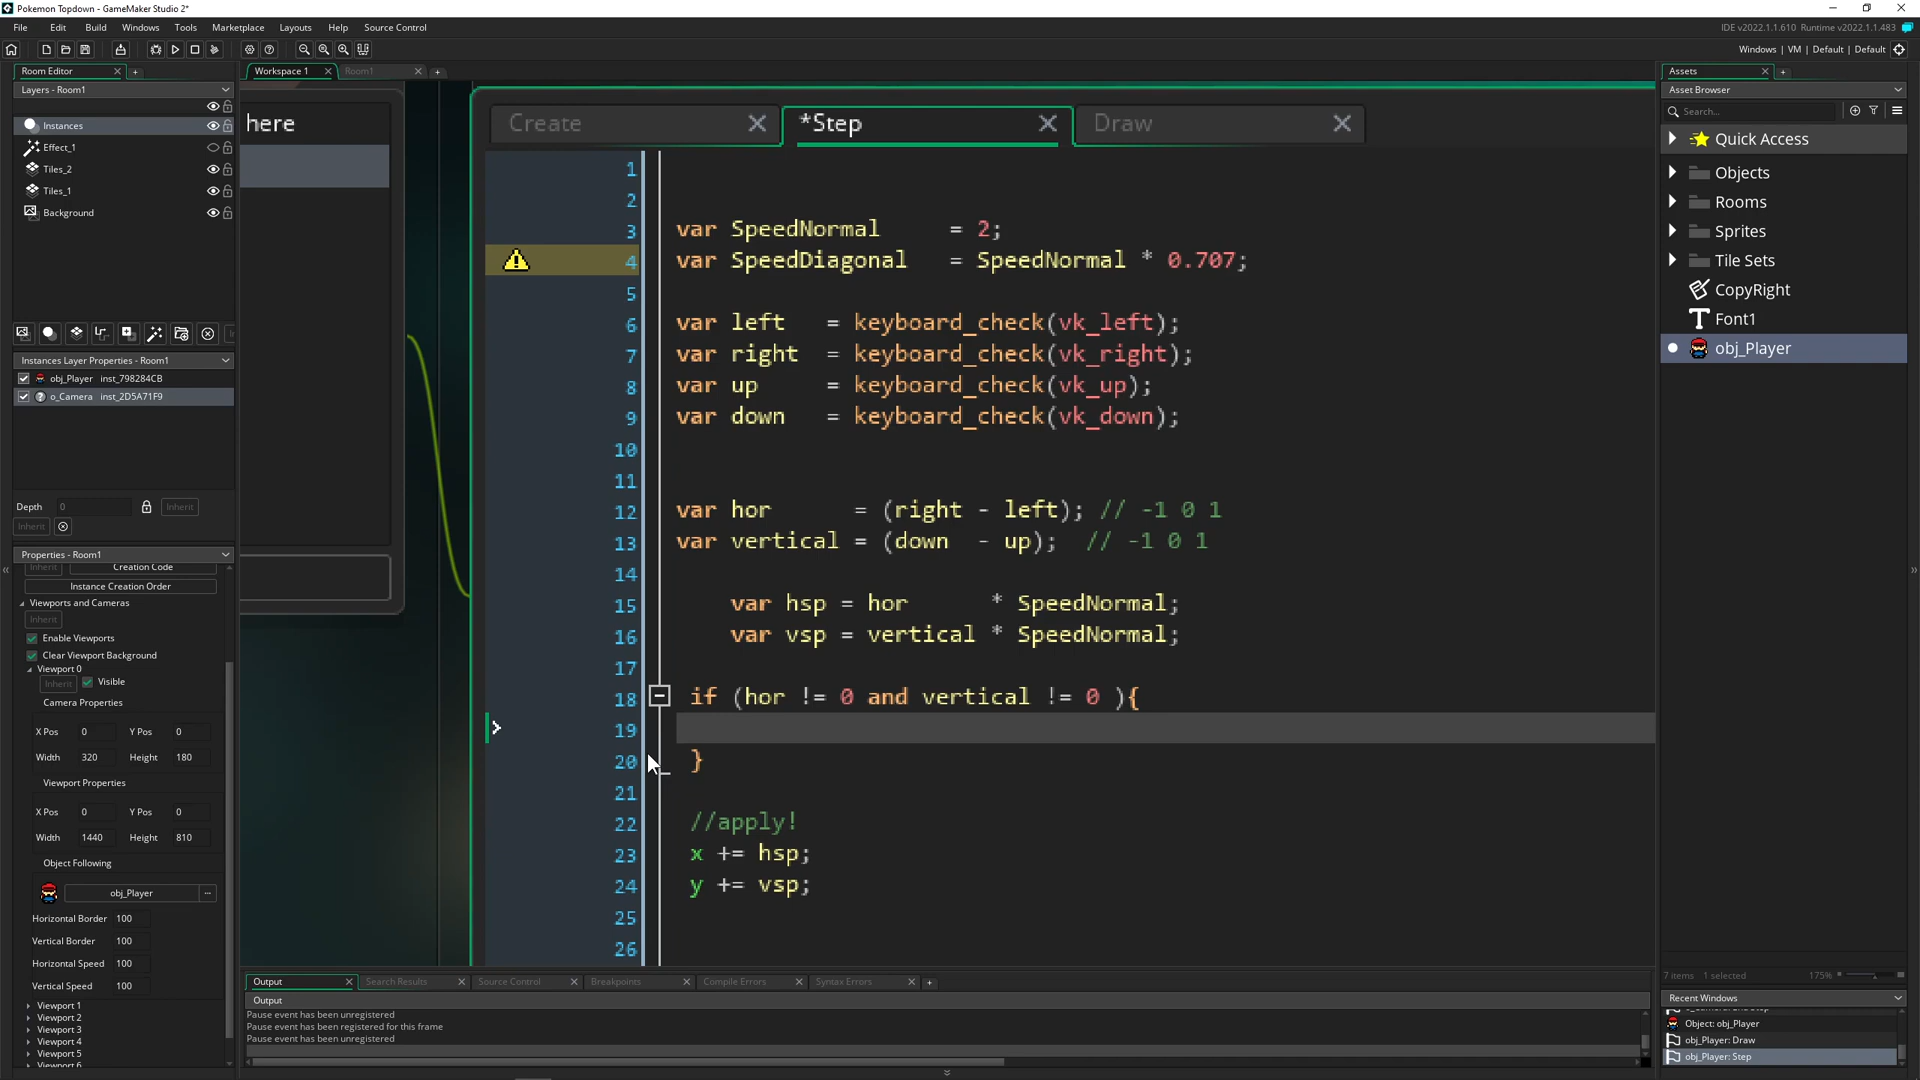 Pokemon Topdown - GameMaker Studio 2*
File Edit Build Windows Tools Marketplace Layouts Help Source Control
IDE v2022.1.1.610 Runtime v2022.1.1.483
Windows | VM | Default | Default
Room Editor
Layers - Room1
Instances
Effect_1
Tiles_2
Tiles_1
Background
Instances Layer Properties - Room1
obj_Player inst_798284CB
o_Camera inst_2D5A71F9
Depth 0 Inherit
Inherit
Properties - Room1
Inherit Creation Code
Instance Creation Order
Viewports and Cameras
Inherit
Enable Viewports
Clear Viewport Background
Viewport 0
Inherit Visible
Camera Properties
X Pos 0 Y Pos 0
Width 320 Height 180
Viewport Properties
X Pos 0 Y Pos 0
Width 1440 Height 810
Object Following
obj_Player ...
Horizontal Border 100
Vertical Border 100
Horizontal Speed 100
Vertical Speed 100
Viewport 1
Viewport 2
Viewport 3
Viewport 4
Viewport 5
Viewport 6
Workspace 1 Room1
here
Create *Step Draw
1
2
3 var SpeedNormal = 2;
4 var SpeedDiagonal = SpeedNormal * 0.707;
5
6 var left = keyboard_check(vk_left);
7 var right = keyboard_check(vk_right);
8 var up = keyboard_check(vk_up);
9 var down = keyboard_check(vk_down);
10
11
12 var hor = (right - left); // -1 0 1
13 var vertical = (down - up); // -1 0 1
14
15 var hsp = hor * SpeedNormal;
16 var vsp = vertical * SpeedNormal;
17
18 if (hor != 0 and vertical != 0 ){
19
20 }
21
22 //apply!
23 x += hsp;
24 y += vsp;
25
26
Output Search Results Source Control Breakpoints Compile Errors Syntax Errors
Output
Pause event has been unregistered
Pause event has been registered for this frame
Pause event has been unregistered
Assets
Asset Browser
Search...
Quick Access
Objects
Rooms
Sprites
Tile Sets
CopyRight
Font1
obj_Player
7 items 1 selected 175%
Recent Windows
Object: obj_Player
obj_Player: Draw
obj_Player: Step